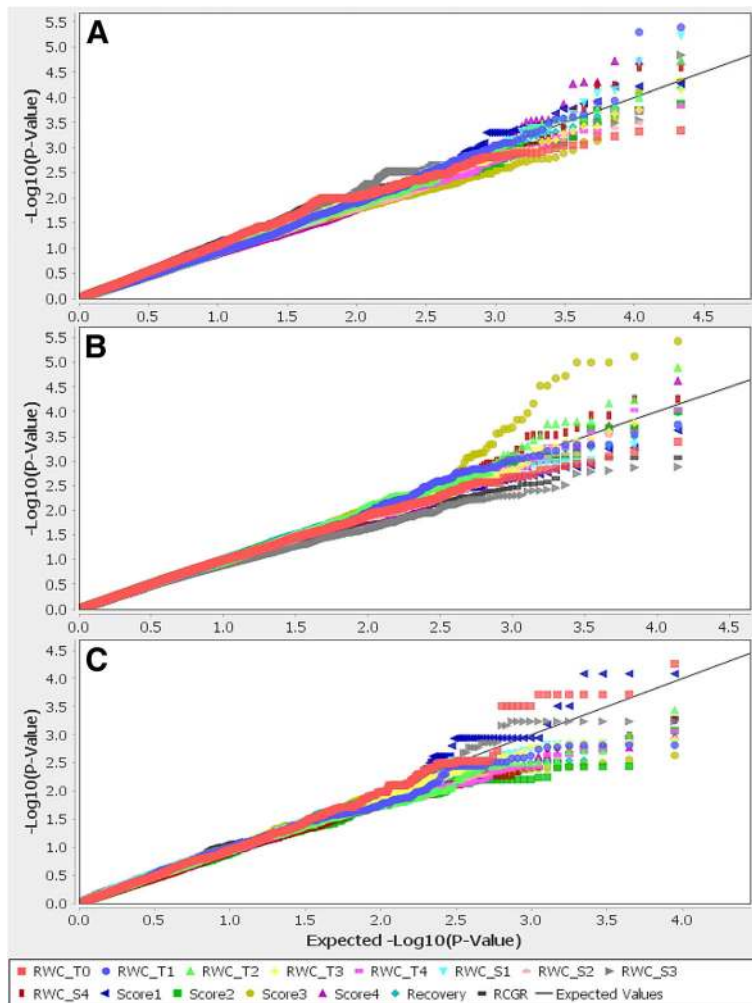 A
-Log10(P-Value)
5.5
5.0
4.5
4.0
3.5
3.0
2.5
2.0
1.5
1.0
0.5
0.0
0.0 0.5 1.0 1.5 2.0 2.5 3.0 3.5 4.0 4.5
B
-Log10(P-Value)
5.5
5.0
4.5
4.0
3.5
3.0
2.5
2.0
1.5
1.0
0.5
0.0
0.0 0.5 1.0 1.5 2.0 2.5 3.0 3.5 4.0 4.5
C
-Log10(P-Value)
4.5
4.0
3.5
3.0
2.5
2.0
1.5
1.0
0.5
0.0
0.0 0.5 1.0 1.5 2.0 2.5 3.0 3.5 4.0
Expected -Log10(P-Value)
RWC_T0 RWC_T1 RWC_T2 RWC_T3 RWC_T4 RWC_S1 RWC_S2 RWC_S3
RWC_S4 Score1 Score2 Score3 Score4 Recovery RCGR Expected Values